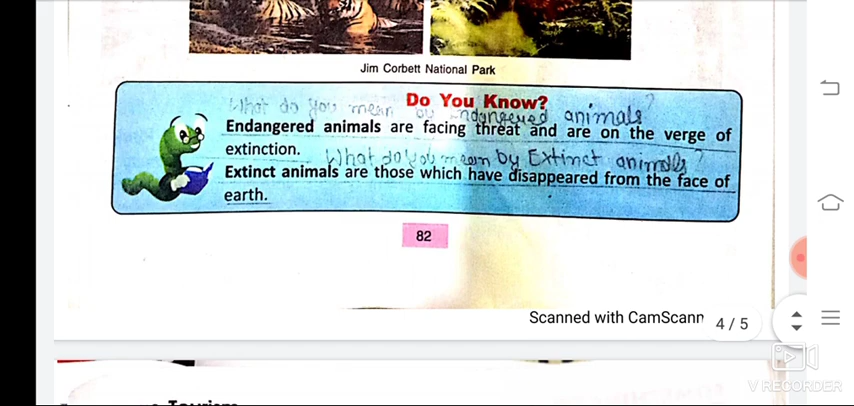 Jim Corbett National Park
Do You Know?
What do you mean by endangered animals?
Endangered animals are facing threat and are on the verge of
extinction. What do you mean by Extinct animals?
Extinct animals are those which have disappeared from the face of
earth.
82
Scanned with CamScann
4 / 5
V RECORDER